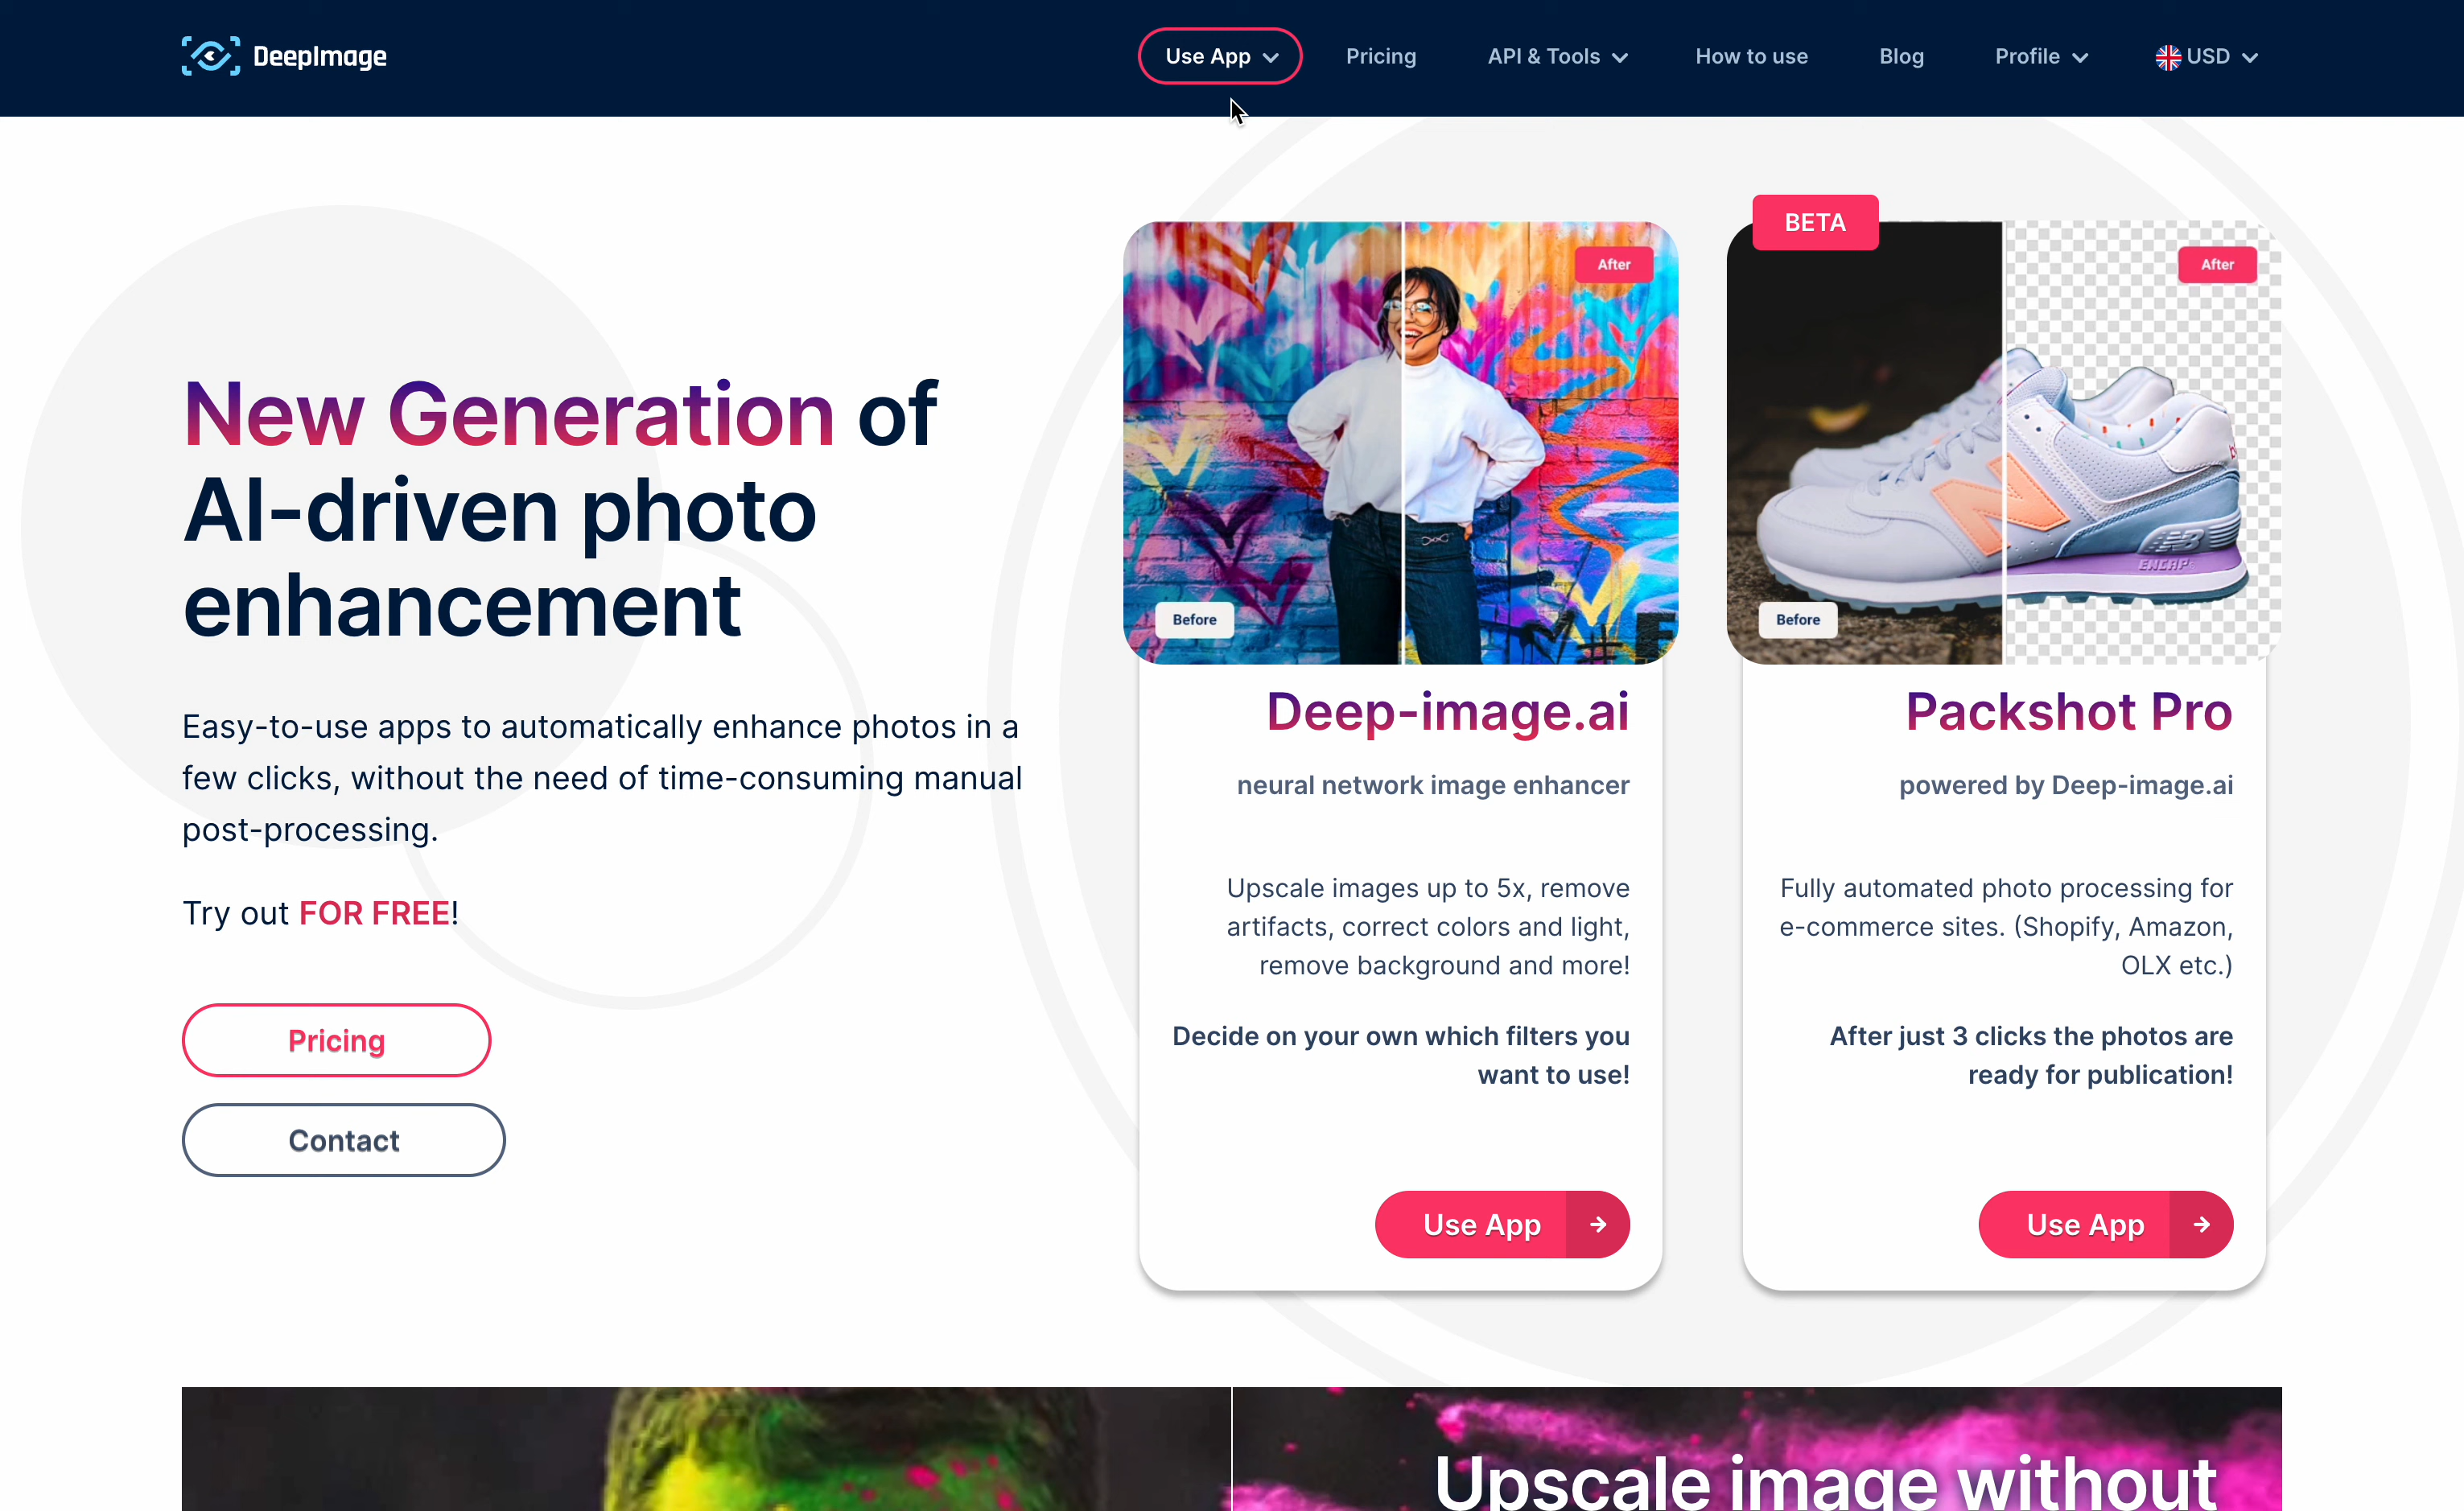 DeepImage
Use App
Pricing
API & Tools
How to use
Blog
Profile
USD
New Generation of
AI-driven photo
enhancement
Easy-to-use apps to automatically enhance photos in a
few clicks, without the need of time-consuming manual
post-processing.
Try out FOR FREE!
Pricing
Contact
After
Before
Deep-image.ai
neural network image enhancer
Upscale images up to 5x, remove
artifacts, correct colors and light,
remove background and more!
Decide on your own which filters you
want to use!
Use App
BETA
After
N
NB
ENCAP
Before
Packshot Pro
powered by Deep-image.ai
Fully automated photo processing for
e-commerce sites. (Shopify, Amazon,
OLX etc.)
After just 3 clicks the photos are
ready for publication!
Use App
Upscale image without